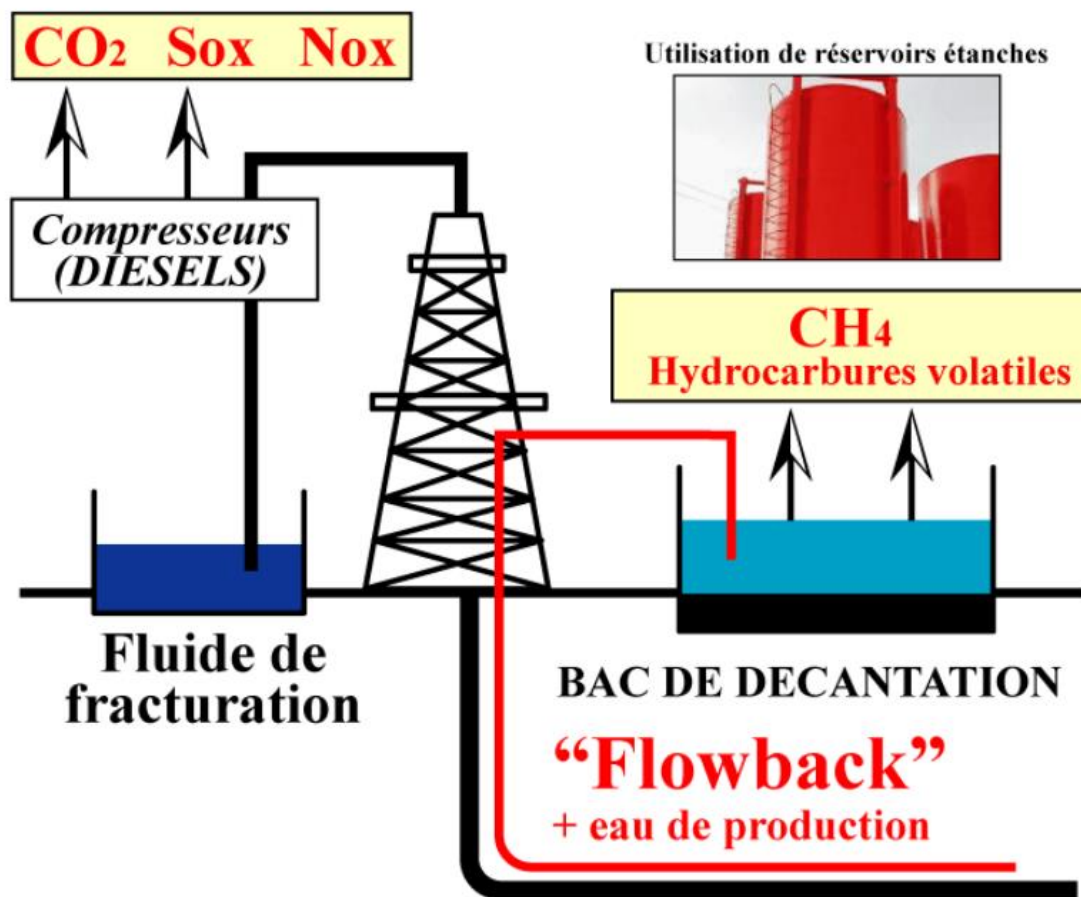 CO2 Sox Nox
Utilisation de réservoirs étanches
Compresseurs
(DIESELS)
CH4
Hydrocarbures volatiles
Fluide de
fracturation
BAC DE DECANTATION
“Flowback”
+ eau de production